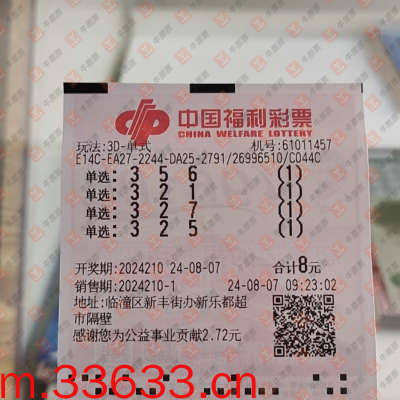 中国福利彩票
CHINA WELFARE LOTTERY
玩法:3D-单式 机号:61011457
E14C-EA27-2244-DA25-2791/26996510/C044C
单选: 3 5 6 (1)
单选: 3 2 1 (1)
单选: 3 2 7 (1)
单选: 3 2 5 (1)
开奖期:2024210 24-08-07 合计8元
销售期:2024210-1 24-08-07 09:23:02
地址:临潼区新丰街办新乐都超
市隔壁
感谢您为公益事业贡献2.72元
m.33633.cn